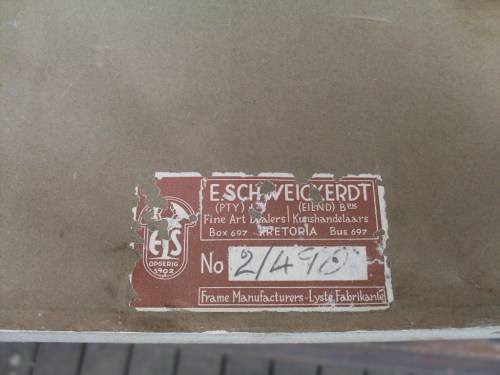 E. SCHWEICKERDT
(PTY) (EIEND) BPK
Fine Art Dealers | Kunshandelaars
Box 697 PRETORIA Bus 697
EIS
OPGERIG
1902
No 2/490
Frame Manufacturers - Lyste Fabrikante